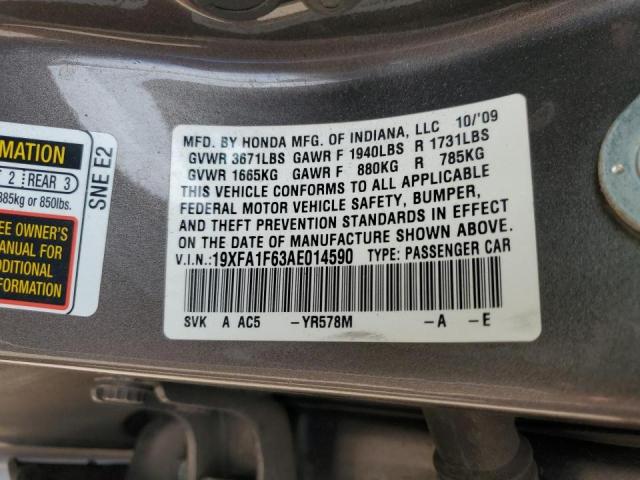 MFD. BY HONDA MFG. OF INDIANA, LLC 10/'09
GVWR 3671LBS GAWR F 1940LBS R 1731LBS
GVWR 1665KG GAWR F 880KG R 785KG
THIS VEHICLE CONFORMS TO ALL APPLICABLE
FEDERAL MOTOR VEHICLE SAFETY, BUMPER,
AND THEFT PREVENTION STANDARDS IN EFFECT
ON THE DATE OF MANUFACTURE SHOWN ABOVE.
V.I.N.: 19XFA1F63AE014590 TYPE: PASSENGER CAR
SVK A AC5 -YR578M -A -E
MATION
2 REAR 3
385kg or 850lbs.
EE OWNER'S
ANUAL FOR
DDITIONAL
FORMATION
SNE E2